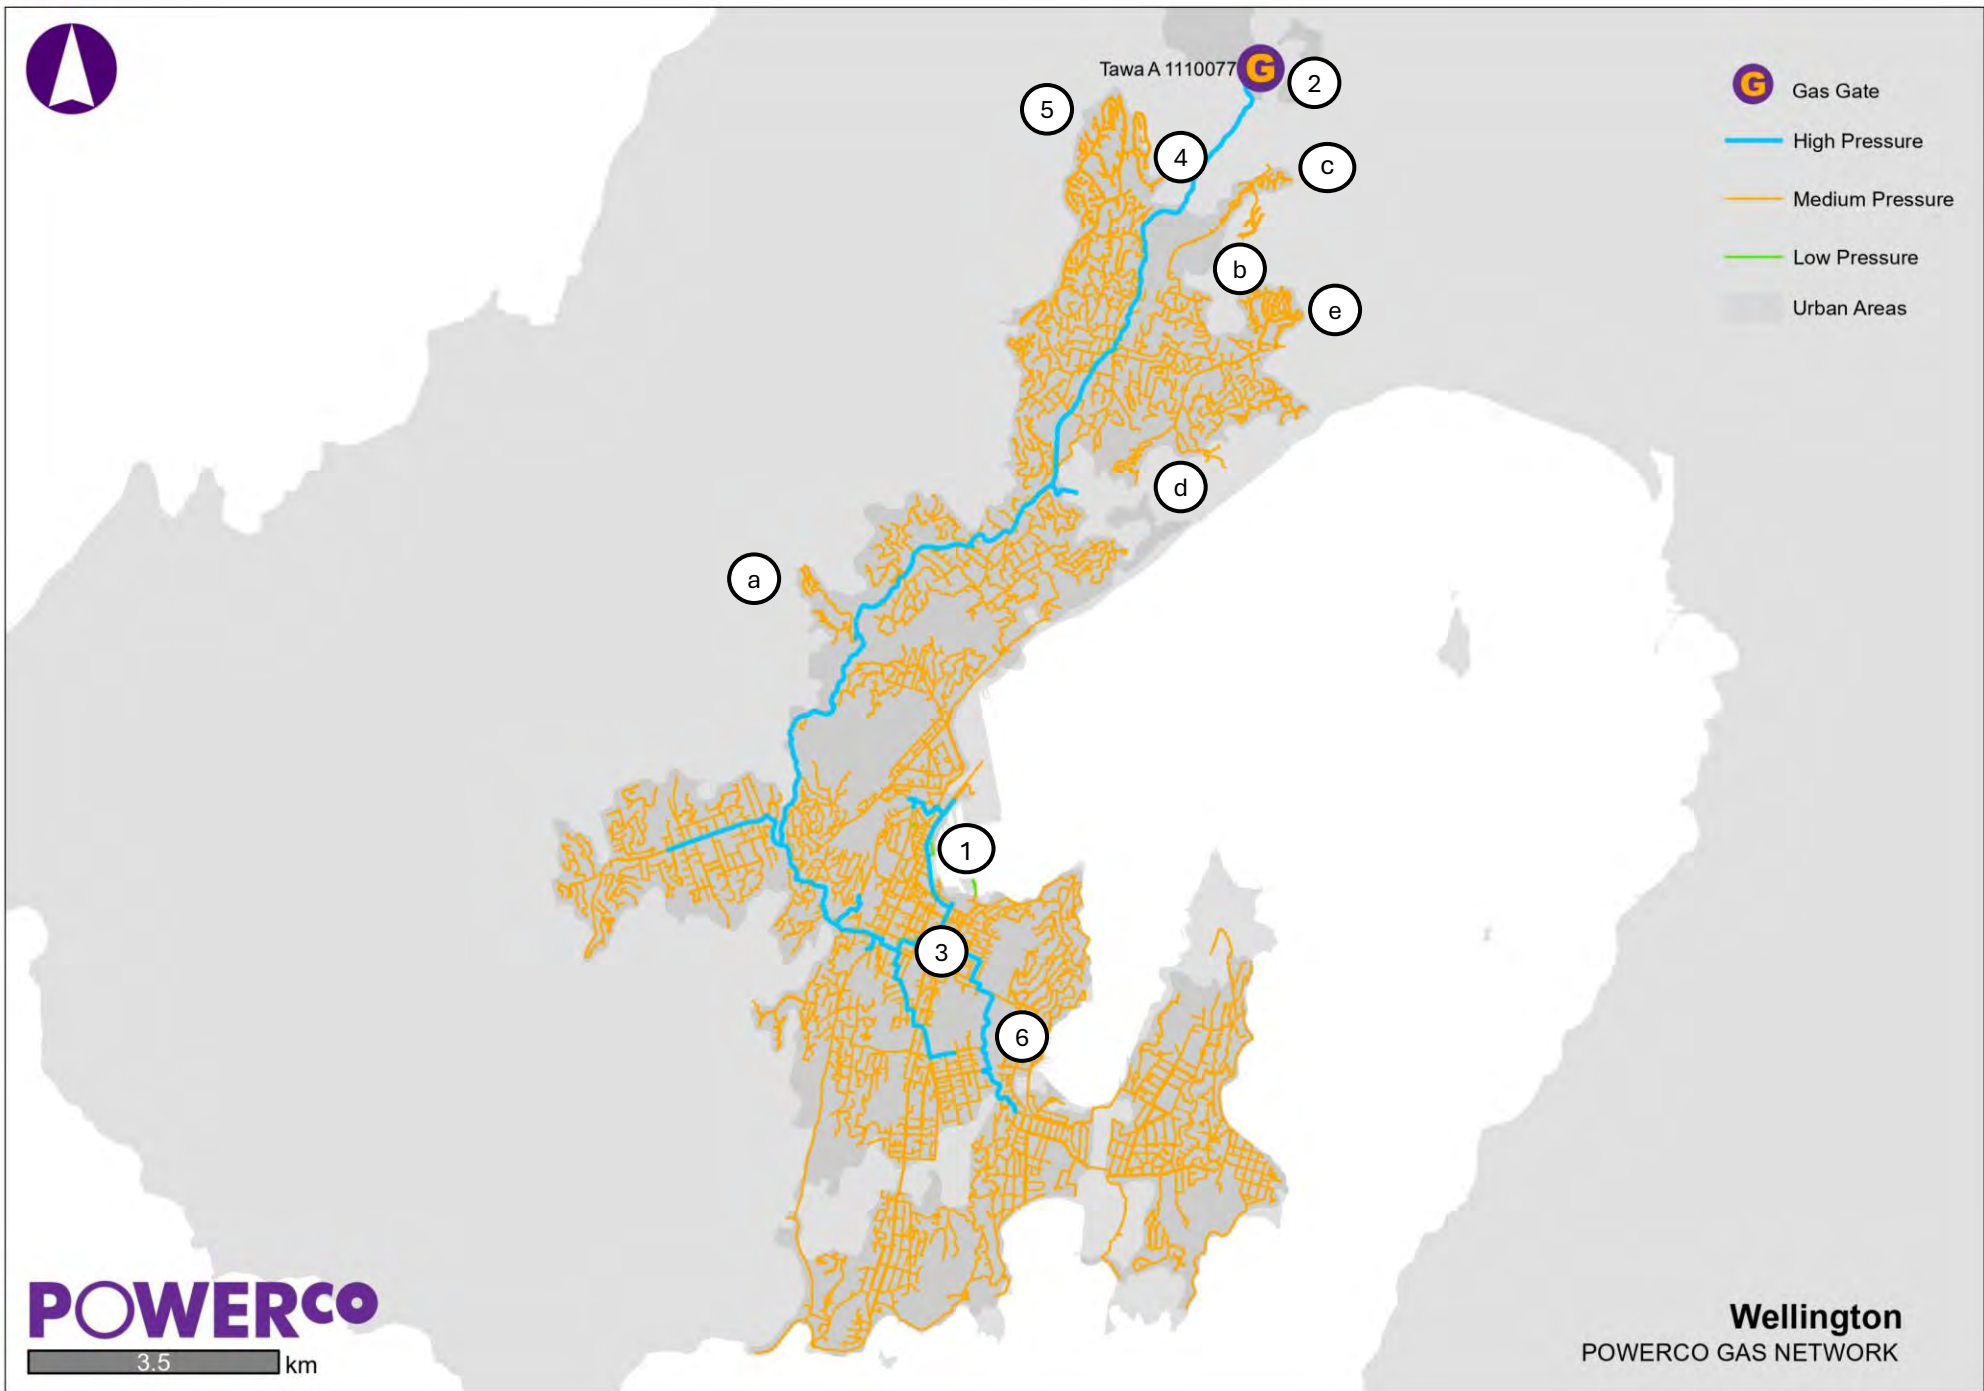 Tawa A 1110077 G
2
5
4
c
b
e
d
a
1
3
6
G Gas Gate
High Pressure
Medium Pressure
Low Pressure
Urban Areas
POWERCO
3.5 km
Wellington
POWERCO GAS NETWORK